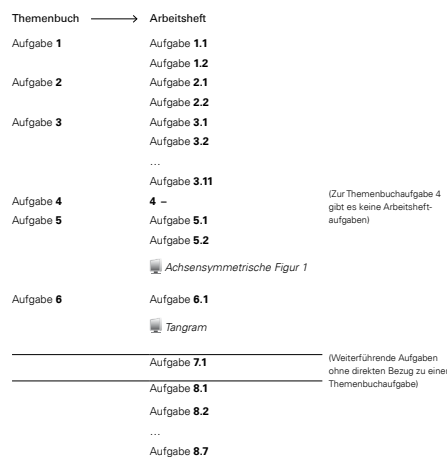 Themenbuch ⟶ Arbeitsheft
Aufgabe 1 Aufgabe 1.1
Aufgabe 1.2
Aufgabe 2 Aufgabe 2.1
Aufgabe 2.2
Aufgabe 3 Aufgabe 3.1
Aufgabe 3.2
…
Aufgabe 3.11
Aufgabe 4 4 –
(Zur Themenbuchaufgabe 4
gibt es keine Arbeitsheft-
aufgaben)
Aufgabe 5 Aufgabe 5.1
Aufgabe 5.2
Achsensymmetrische Figur 1
Aufgabe 6 Aufgabe 6.1
Tangram
Aufgabe 7.1
(Weiterführende Aufgaben
ohne direkten Bezug zu einer
Themenbuchaufgabe)
Aufgabe 8.1
Aufgabe 8.2
…
Aufgabe 8.7